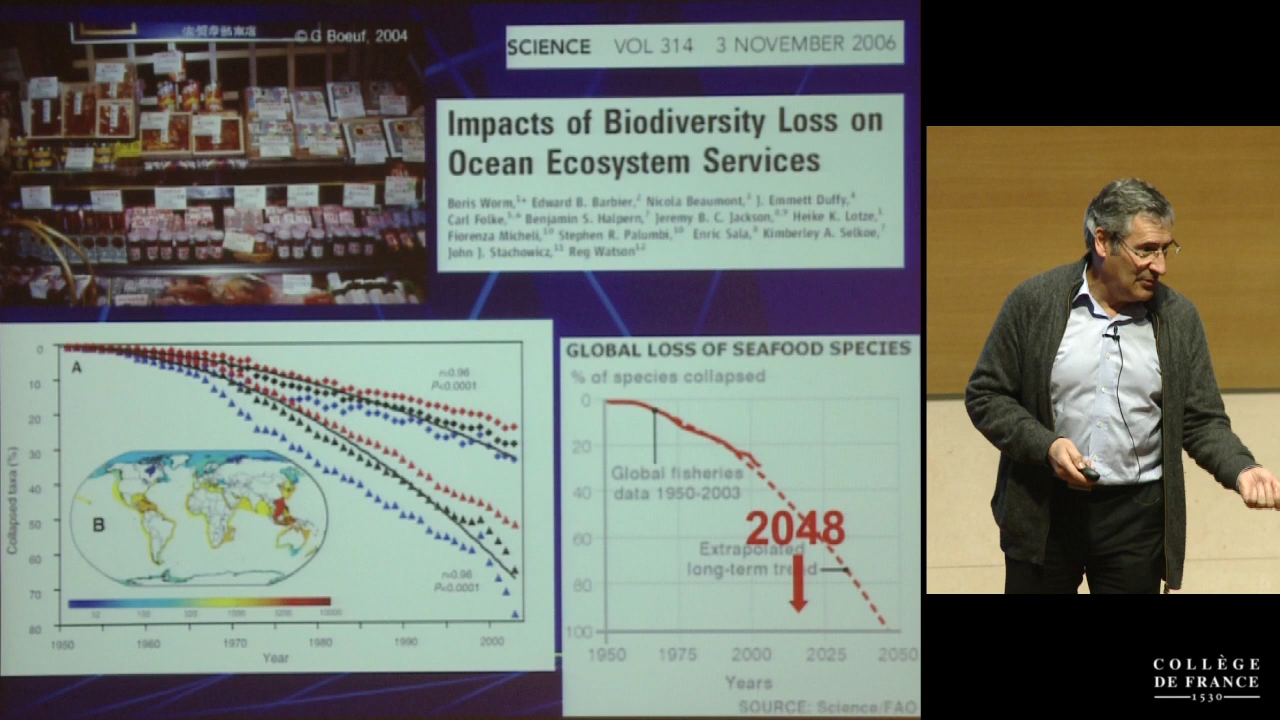 © G Boeuf, 2004
SCIENCE VOL 314 3 NOVEMBER 2006
Impacts of Biodiversity Loss on
Ocean Ecosystem Services
Boris Worm,1* Edward B. Barbier,2 Nicola Beaumont,3 J. Emmett Duffy,4
Carl Folke,5,6 Benjamin S. Halpern,7 Jeremy B. C. Jackson,8,9 Heike K. Lotze,1
Fiorenza Micheli,10 Stephen R. Palumbi,10 Enric Sala,8 Kimberley A. Selkoe,7
John J. Stachowicz,11 Reg Watson12
A
r=0.96
P<0.0001
B
r=0.96
P<0.0001
Collapsed taxa (%)
0
10
20
30
40
50
60
70
80
1950 1960 1970 1980 1990 2000
Year
GLOBAL LOSS OF SEAFOOD SPECIES
% of species collapsed
0
20
40
60
80
100
Global fisheries
data 1950-2003
2048
Extrapolated
long-term trend
1950 1975 2000 2025 2050
Years
SOURCE: Science/FAO
COLLÈGE
DE FRANCE
1530